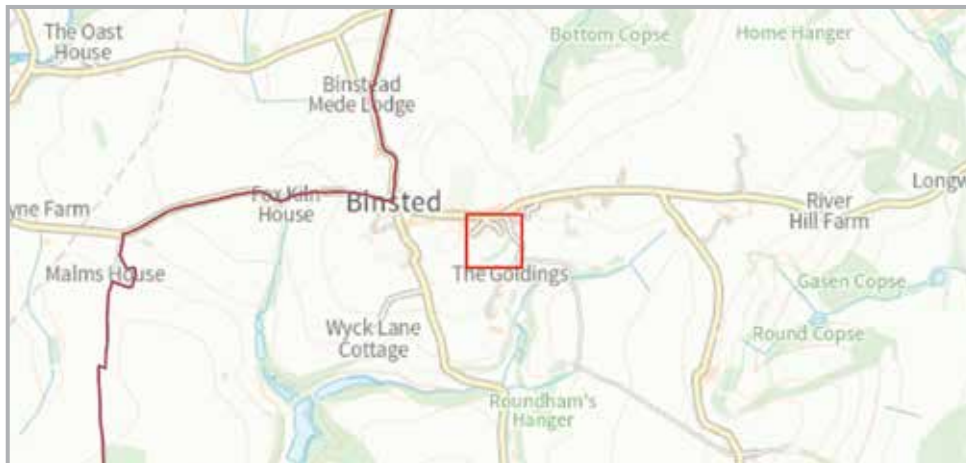 The Oast
House
Bottom Copse
Home Hanger
Binstead
Mede Lodge
Fox Kiln
House
Binsted
yne Farm
River
Hill Farm
Longw
Malms House
The Goldings
Gasen Copse
Wyck Lane
Cottage
Round Copse
Roundham's
Hanger